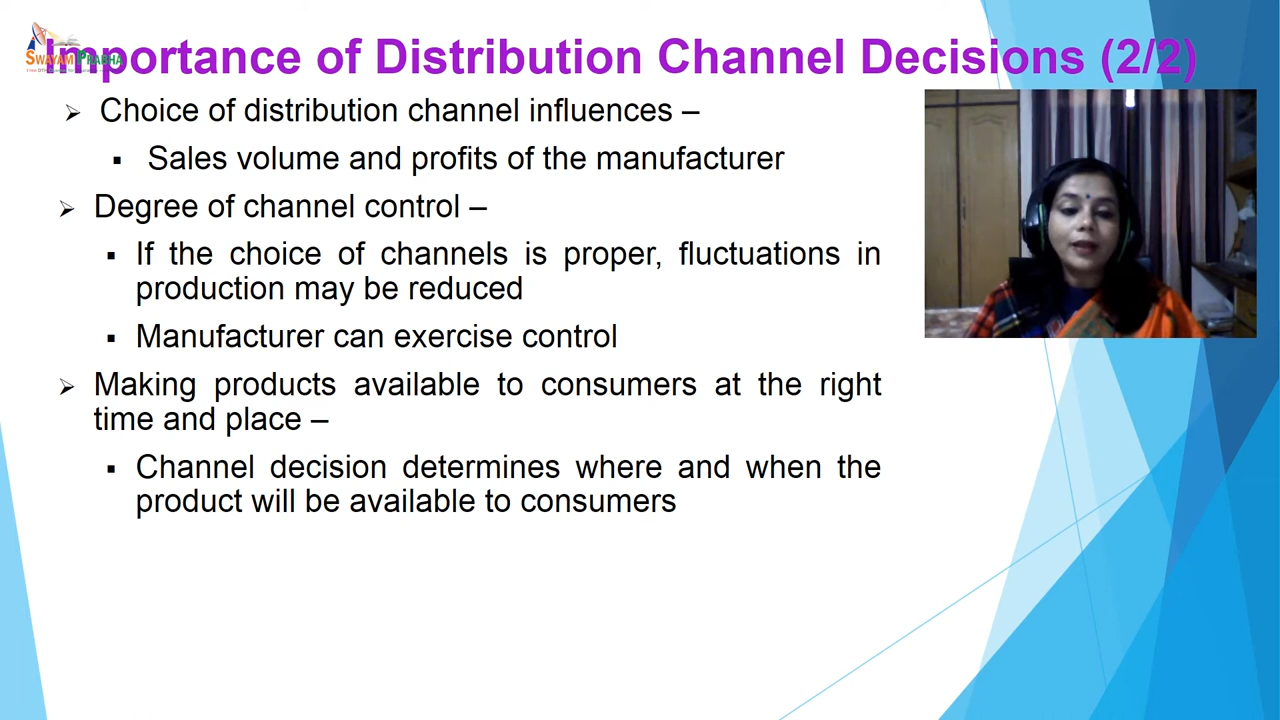 Importance of Distribution Channel Decisions (2/2)
SWAYAM PRABHA
Choice of distribution channel influences –
Sales volume and profits of the manufacturer
Degree of channel control –
If the choice of channels is proper, fluctuations in
production may be reduced
Manufacturer can exercise control
Making products available to consumers at the right
time and place –
Channel decision determines where and when the
product will be available to consumers